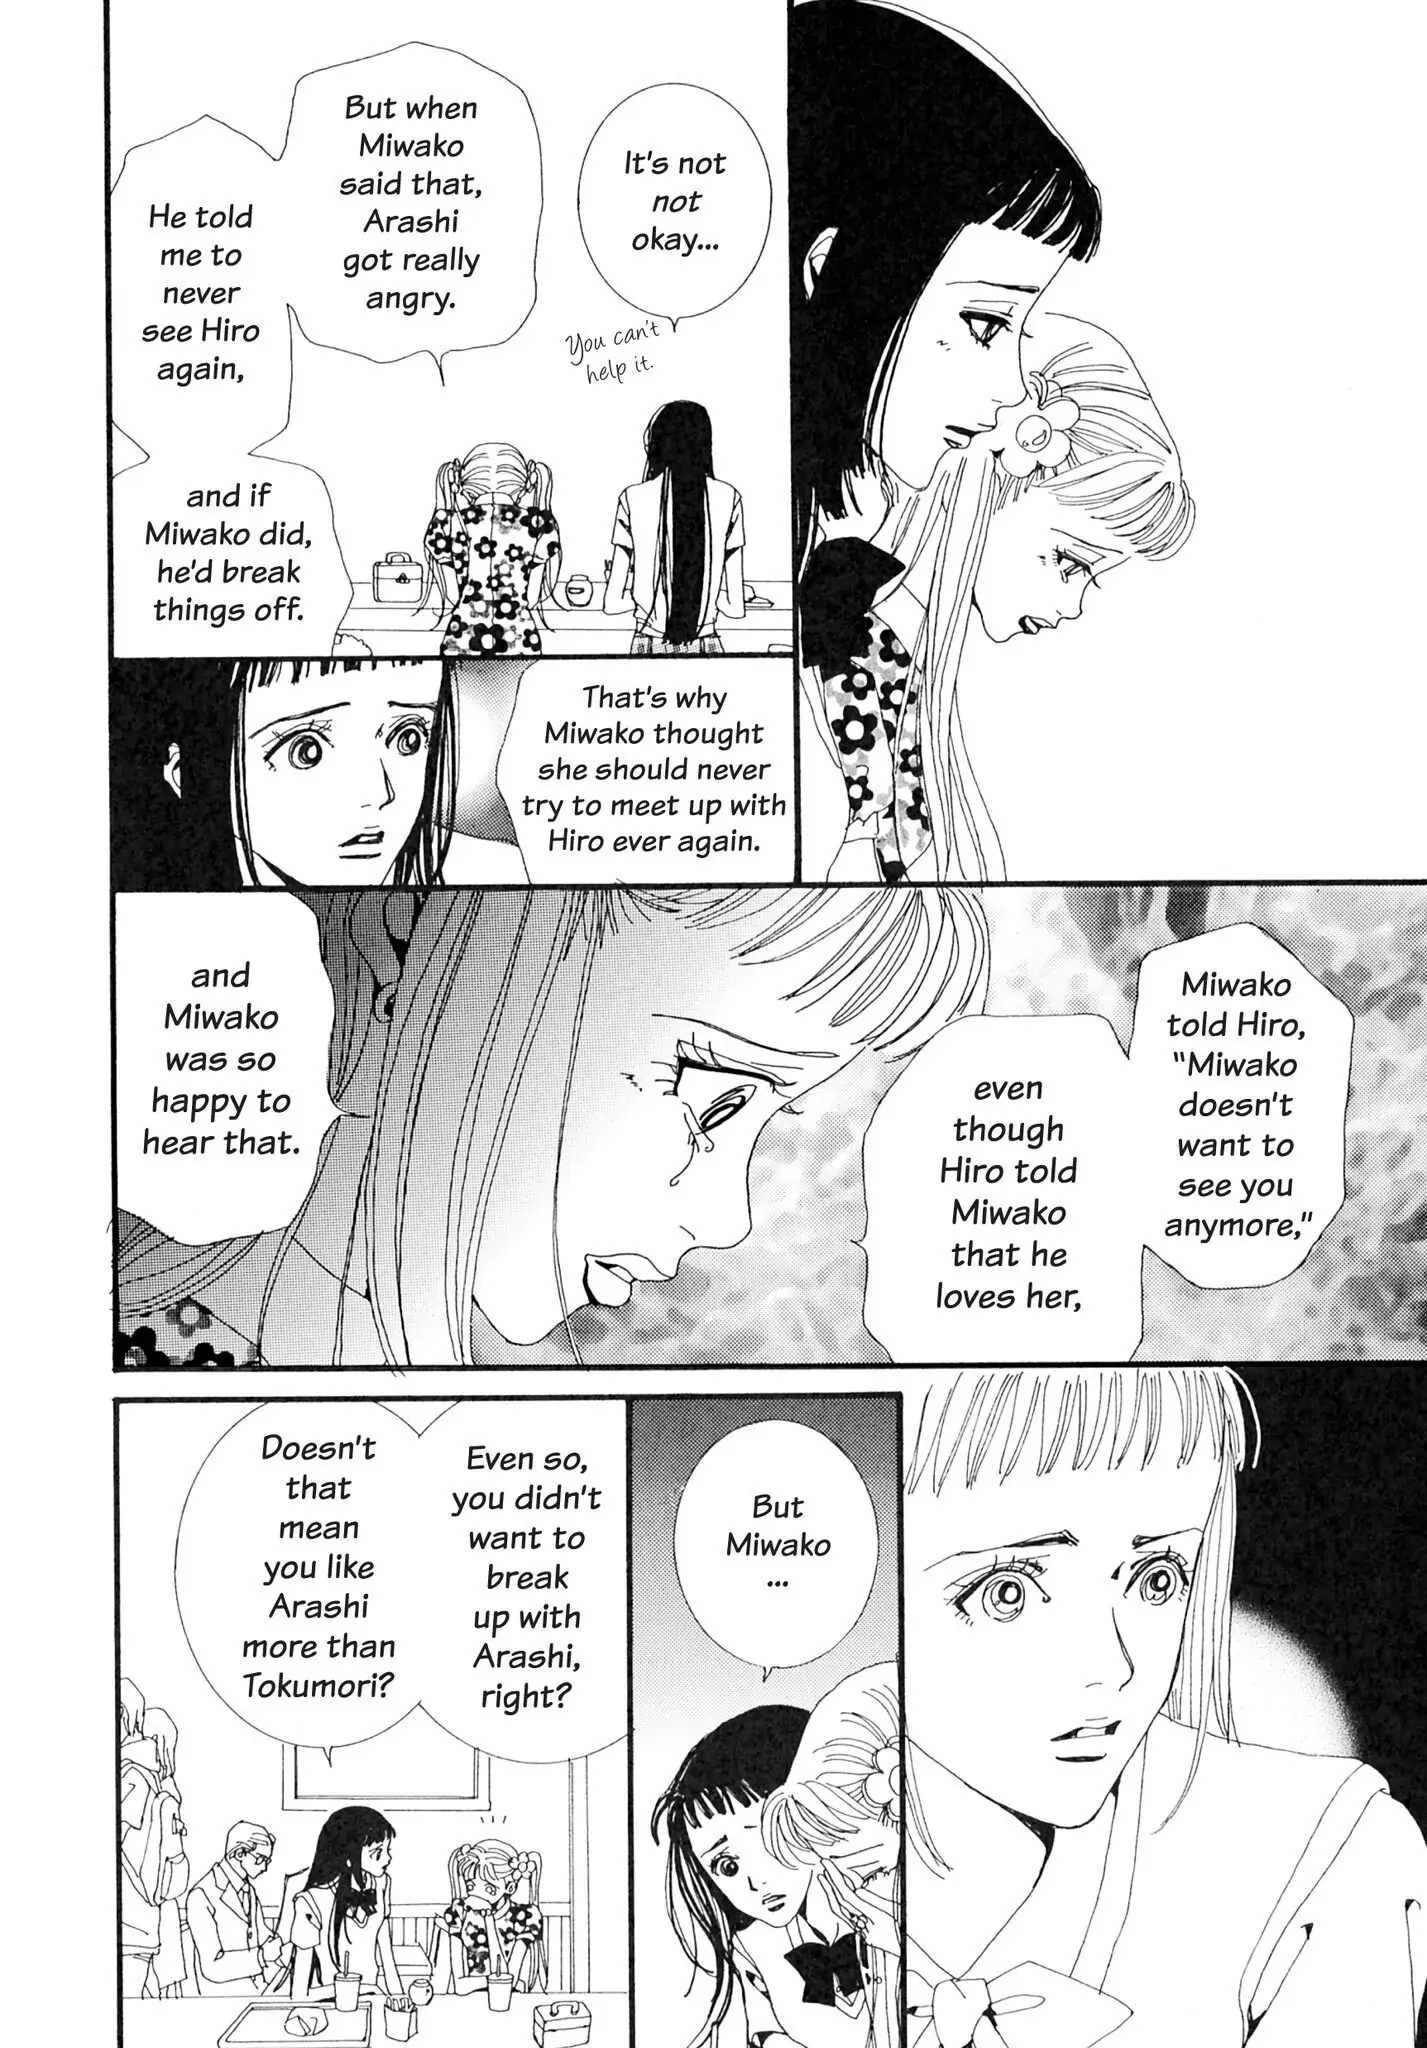 It's not
not
okay...
You can't
help it.
But when
Miwako
said that,
Arashi
got really
angry.
He told
me to
never
see Hiro
again,
and if
Miwako did,
he'd break
things off.
That's why
Miwako thought
she should never
try to meet up with
Hiro ever again.
Miwako
told Hiro,
"Miwako
doesn't
want to
see you
anymore,"
even
though
Hiro told
Miwako
that he
loves her,
and
Miwako
was so
happy to
hear that.
But
Miwako
...
Even so,
you didn't
want to
break
up with
Arashi,
right?
Doesn't
that
mean
you like
Arashi
more than
Tokumori?